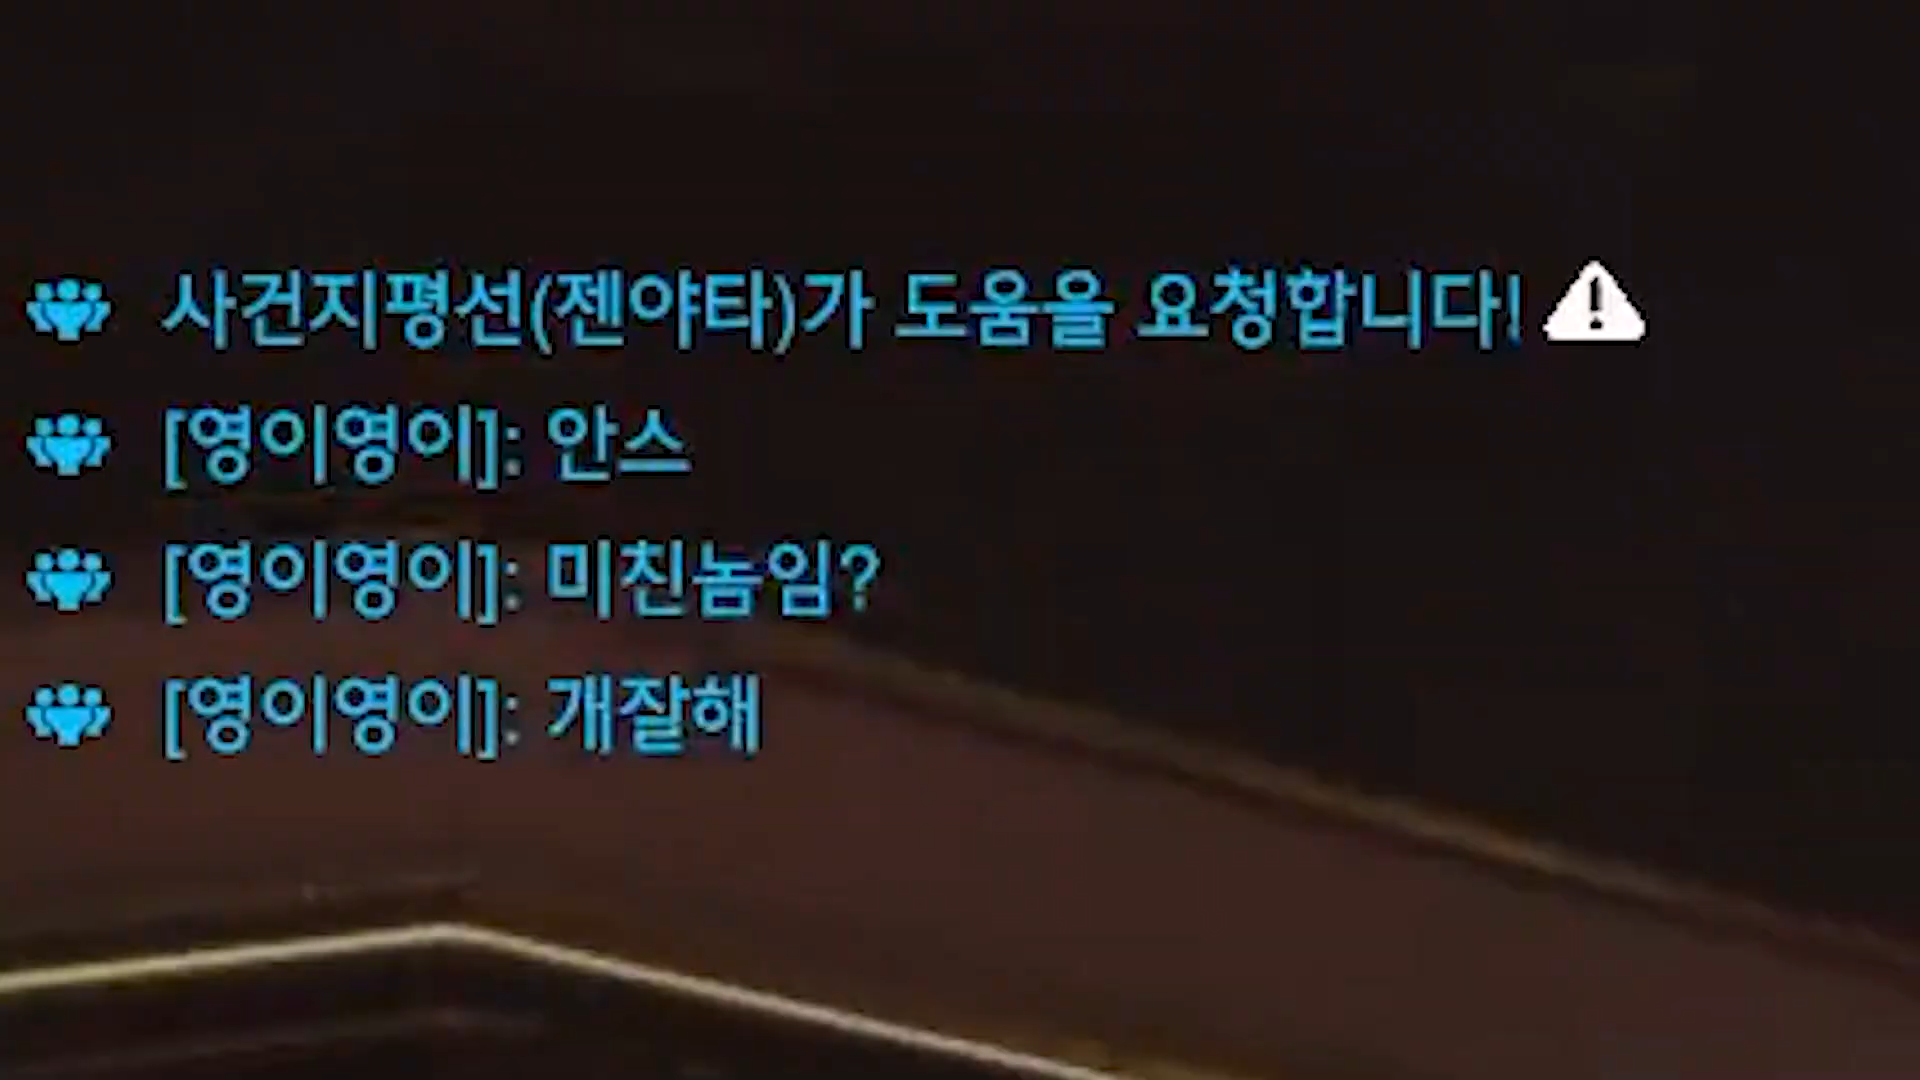 사건지평선(젠야타)가 도움을 요청합니다!
[영이영이]: 안스
[영이영이]: 미친놈임?
[영이영이]: 개잘해